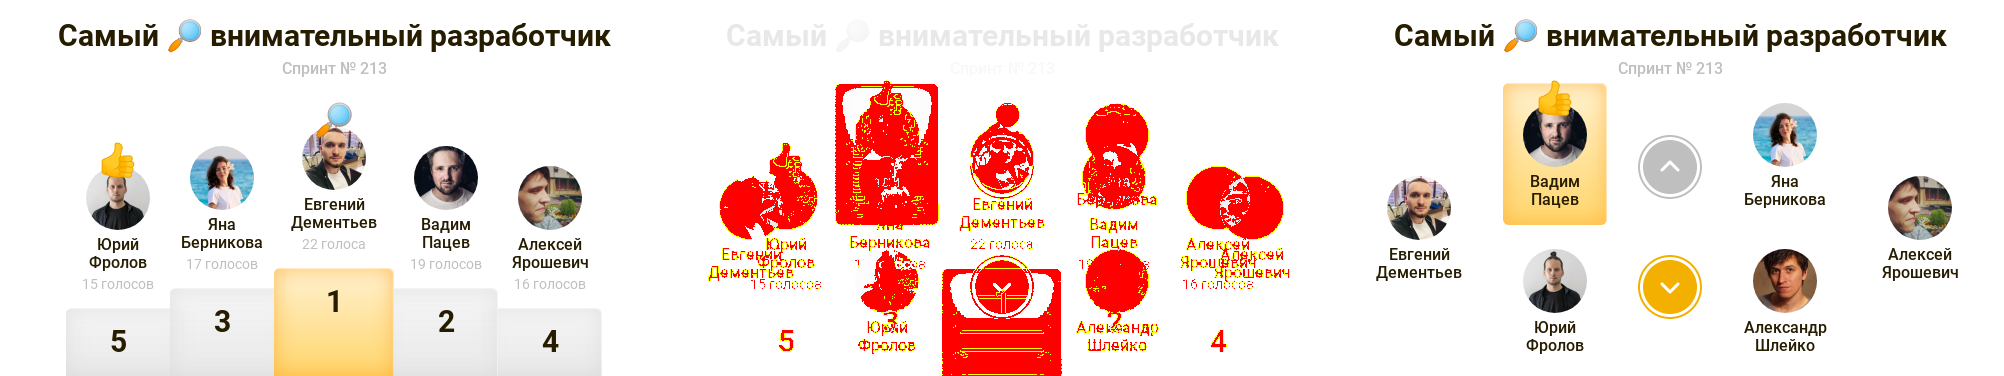 Самый внимательный разработчик
Спринт № 213
Евгений
Дементьев
22 голоса
Яна
Берникова
17 голосов
Вадим
Пацев
19 голосов
Юрий
Фролов
15 голосов
Алексей
Ярошевич
16 голосов
1
3
2
5
4
Самый внимательный разработчик
Спринт № 213
Евгений
Дементьев
22 голоса
Берникова
Яна
Берникова
Вадим
Пацев
Юрий
Фролов
15 голосов
Евгений
Дементьев
Алексей
Ярошевич
16 голосов
Алексей
Ярошевич
3
2
Юрий
Фролов
Александр
Шлейко
5
1
4
Самый внимательный разработчик
Спринт № 213
Вадим
Пацев
Яна
Берникова
Евгений
Дементьев
Алексей
Ярошевич
Юрий
Фролов
Александр
Шлейко